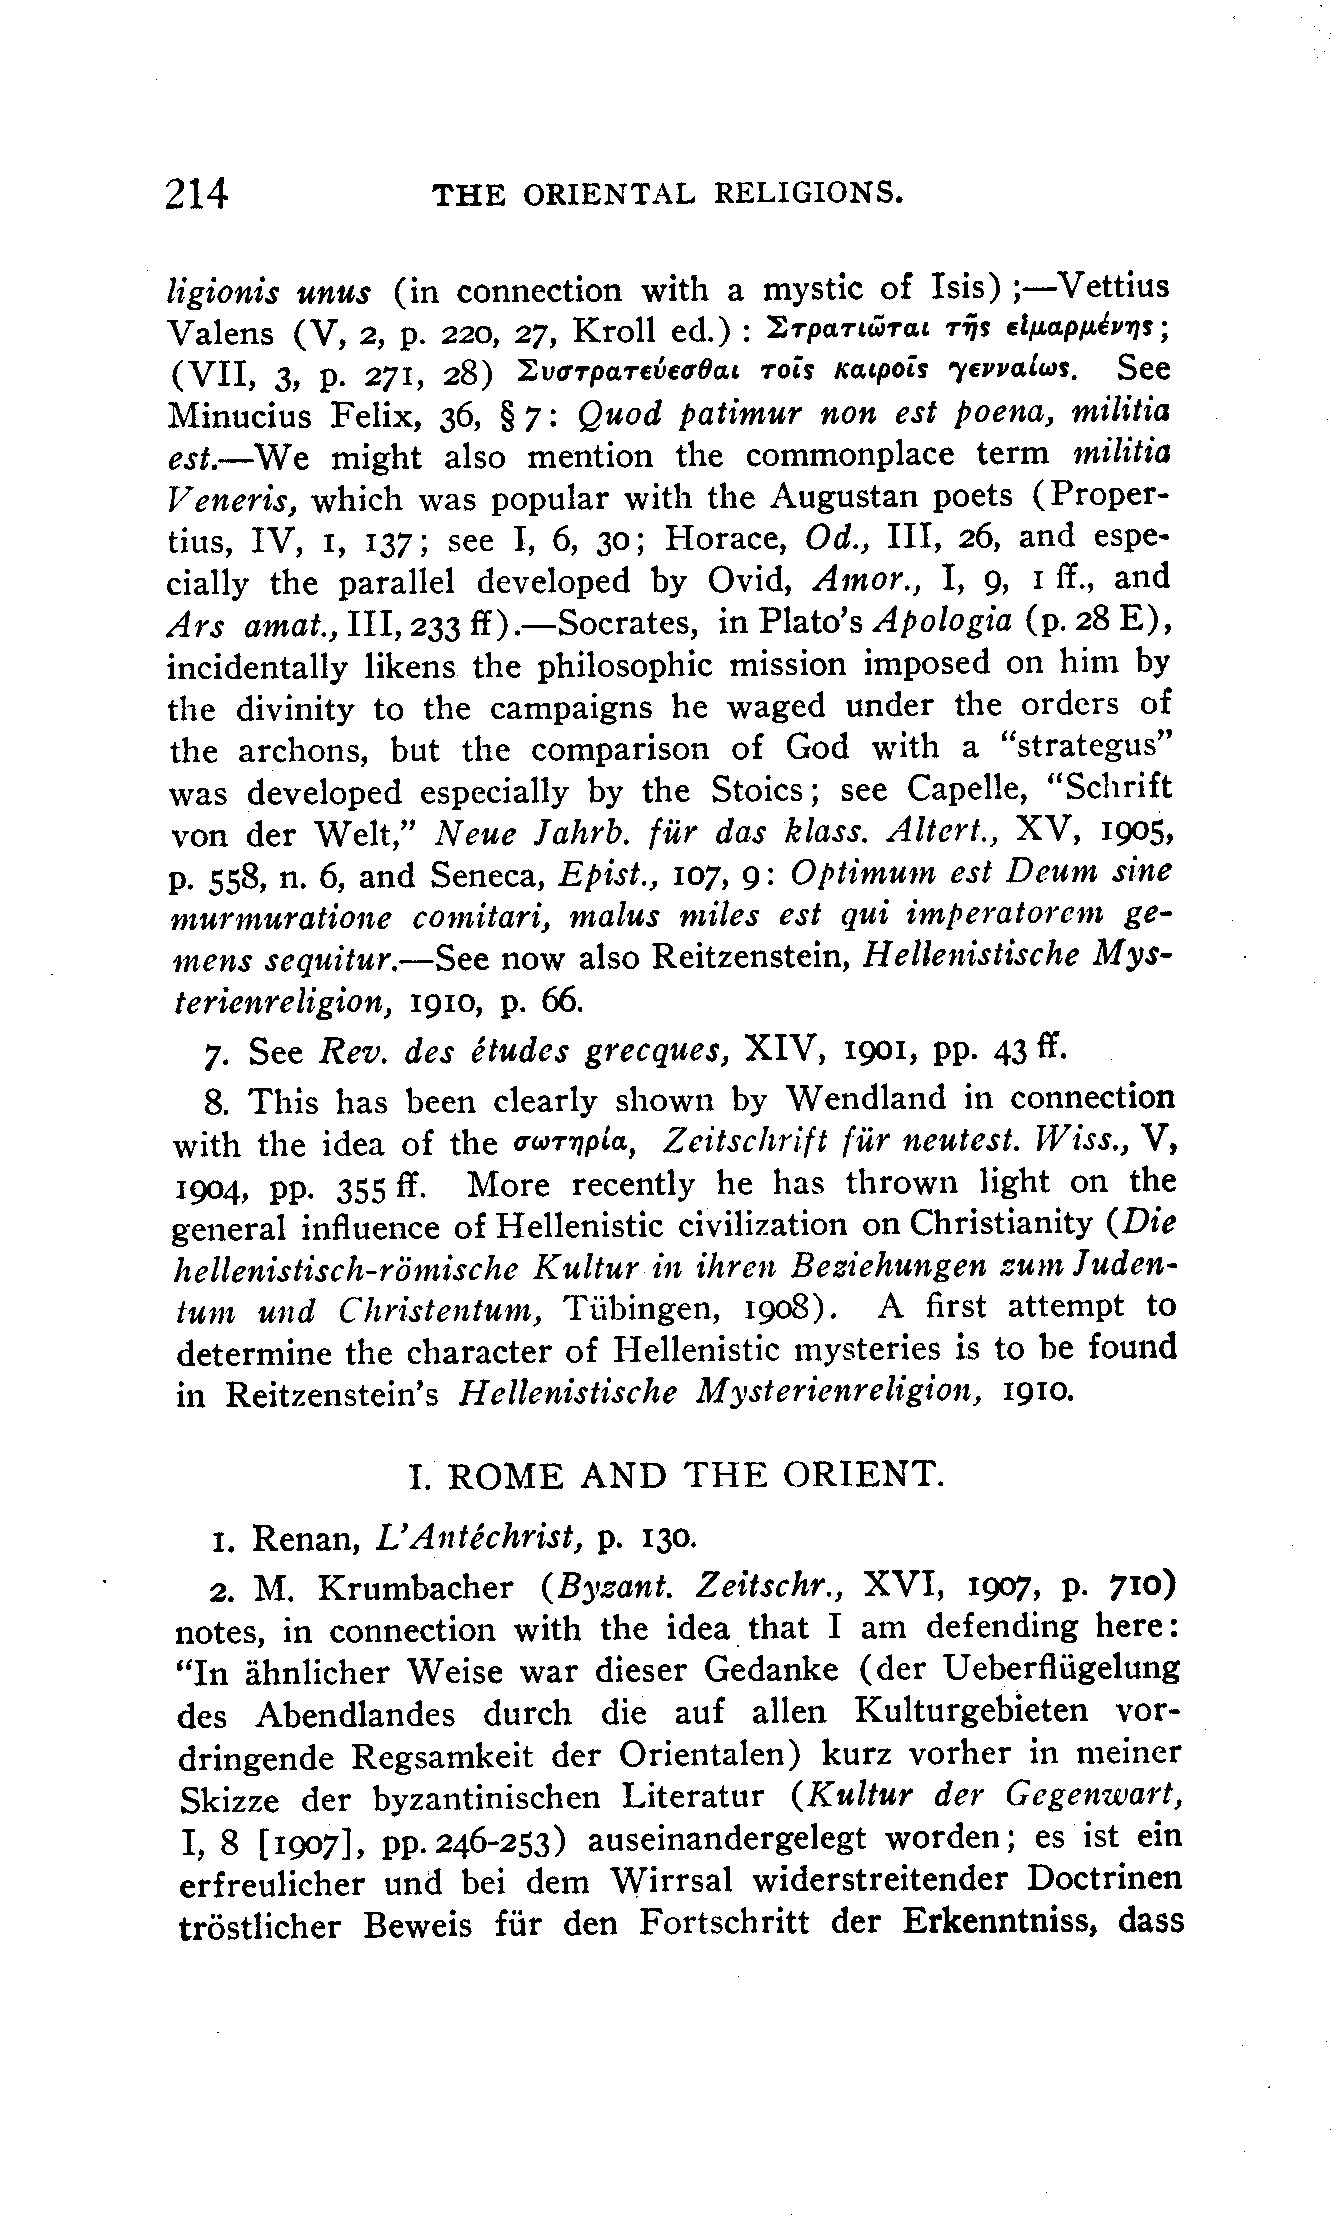 214 THE ORIENTAL RELIGIONS.
ligionis unus (in connection with a mystic of Isis) ;—Vettius
Valens (V, 2, p. 220, 27, Kroll ed.) : Στρατιῶται τῆς εἱμαρμένης ;
(VII, 3, p. 271, 28) Συστρατεύεσθαι τοῖς καιροῖς γενναίως. See
Minucius Felix, 36, § 7: Quod patimur non est poena, militia
est.—We might also mention the commonplace term militia
Veneris, which was popular with the Augustan poets (Proper-
tius, IV, 1, 137; see I, 6, 30; Horace, Od., III, 26, and espe-
cially the parallel developed by Ovid, Amor., I, 9, 1 ff., and
Ars amat., III, 233 ff).—Socrates, in Plato's Apologia (p. 28 E),
incidentally likens the philosophic mission imposed on him by
the divinity to the campaigns he waged under the orders of
the archons, but the comparison of God with a "strategus"
was developed especially by the Stoics; see Capelle, "Schrift
von der Welt," Neue Jahrb. für das klass. Altert., XV, 1905,
p. 558, n. 6, and Seneca, Epist., 107, 9: Optimum est Deum sine
murmuratione comitari, malus miles est qui imperatorem ge-
mens sequitur.—See now also Reitzenstein, Hellenistische Mys-
terienreligion, 1910, p. 66.
7. See Rev. des études grecques, XIV, 1901, pp. 43 ff.
8. This has been clearly shown by Wendland in connection
with the idea of the σωτηρία, Zeitschrift für neutest. Wiss., V,
1904, pp. 355 ff. More recently he has thrown light on the
general influence of Hellenistic civilization on Christianity (Die
hellenistisch-römische Kultur in ihren Beziehungen zum Juden-
tum und Christentum, Tübingen, 1908). A first attempt to
determine the character of Hellenistic mysteries is to be found
in Reitzenstein's Hellenistische Mysterienreligion, 1910.
I. ROME AND THE ORIENT.
1. Renan, L'Antéchrist, p. 130.
2. M. Krumbacher (Byzant. Zeitschr., XVI, 1907, p. 710)
notes, in connection with the idea that I am defending here:
"In ähnlicher Weise war dieser Gedanke (der Ueberflügelung
des Abendlandes durch die auf allen Kulturgebieten vor-
dringende Regsamkeit der Orientalen) kurz vorher in meiner
Skizze der byzantinischen Literatur (Kultur der Gegenwart,
I, 8 [1907], pp. 246-253) auseinandergelegt worden; es ist ein
erfreulicher und bei dem Wirrsal widerstreitender Doctrinen
tröstlicher Beweis für den Fortschritt der Erkenntniss, dass